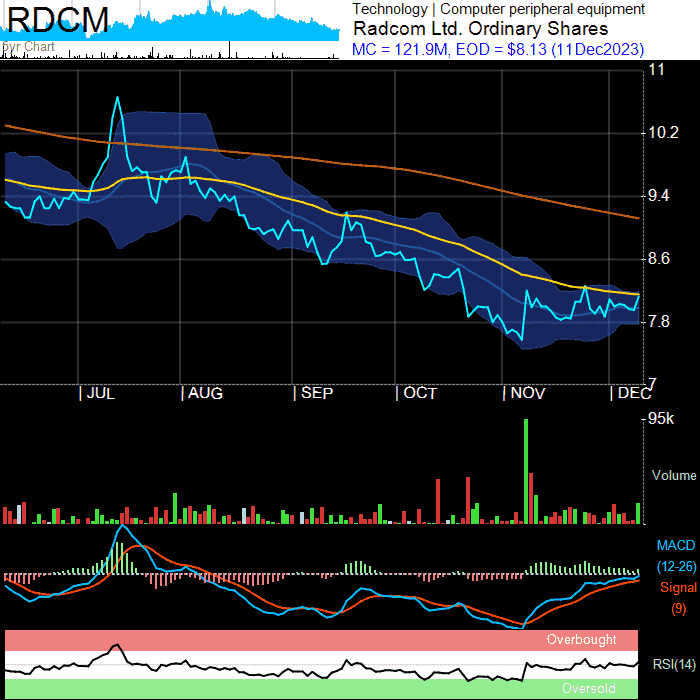 RDCM
5yr Chart
Technology | Computer peripheral equipment
Radcom Ltd. Ordinary Shares
MC = 121.9M, EOD = $8.13 (11Dec2023)
11
10.2
9.4
8.6
7.8
7
JUL AUG SEP OCT NOV DEC
95k
Volume
MACD
(12-26)
Signal
(9)
Overbought
RSI(14)
Oversold